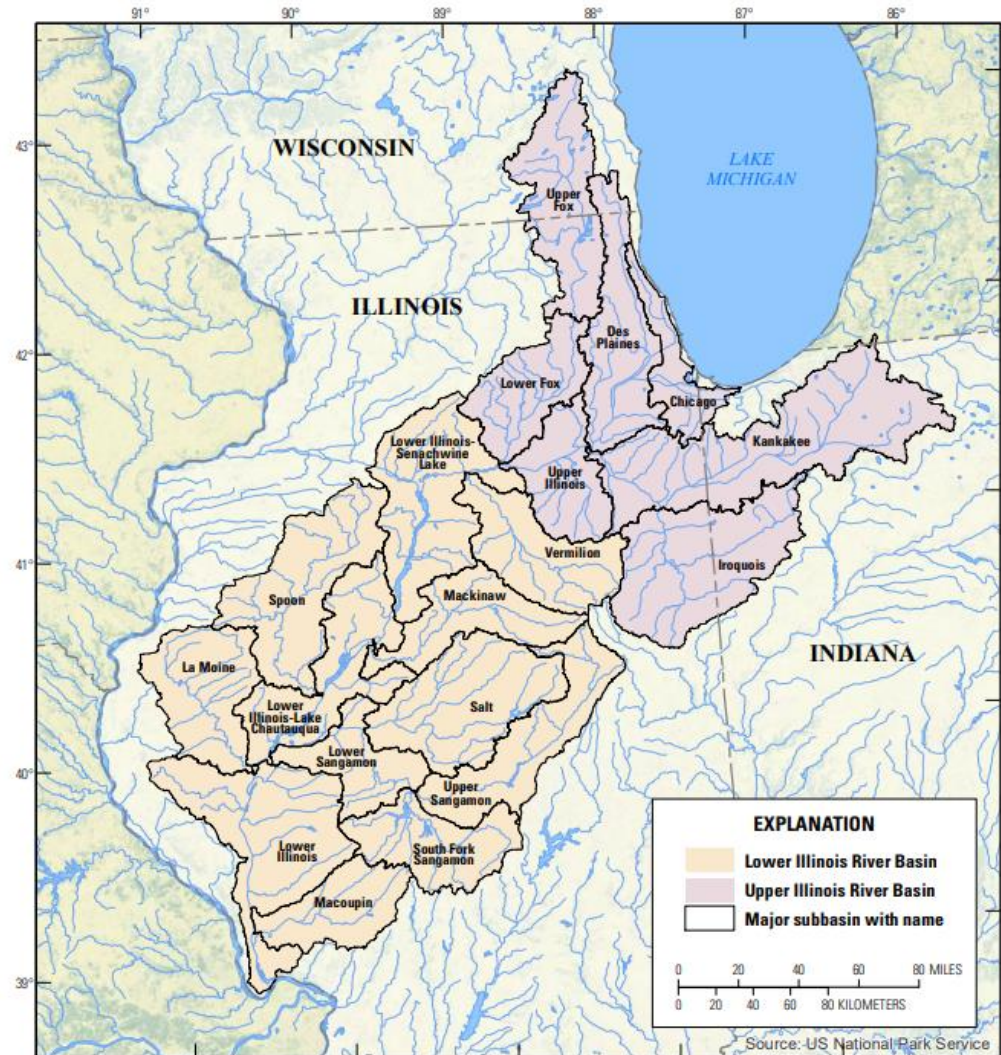 91°
90°
89°
88°
87°
86°
43°
42°
41°
40°
39°
WISCONSIN
LAKE
MICHIGAN
Upper
Fox
ILLINOIS
Des
Plaines
Lower Fox
Chicago
Kankakee
Lower Illinois-
Senachwine
Lake
Upper
Illinois
Vermilion
Iroquois
Spoon
Mackinaw
INDIANA
La Moine
Lower
Illinois-Lake
Chautauqua
Salt
Lower
Sangamon
Upper
Sangamon
Lower
Illinois
South Fork
Sangamon
Macoupin
EXPLANATION
Lower Illinois River Basin
Upper Illinois River Basin
Major subbasin with name
0 20 40 60 80 MILES
0 20 40 60 80 KILOMETERS
Source: US National Park Service